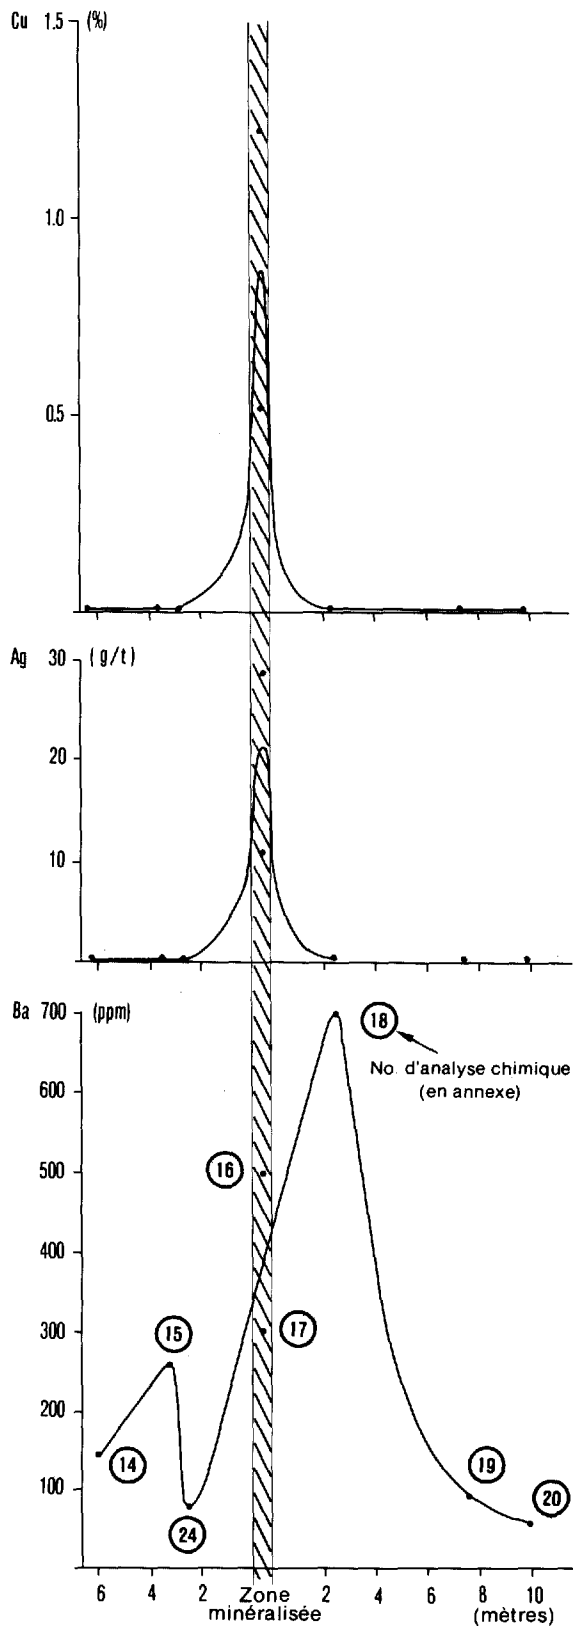 Cu 1.5 (%)
1.0
0.5
Ag 30 (g/t)
20
10
Ba 700 (ppm)
18
No. d'analyse chimique
(en annexe)
600
16
500
400
15
17
300
200
14
19
100
20
24
6 4 2 Zone 2 4 6 8 10
minéralisée (mètres)